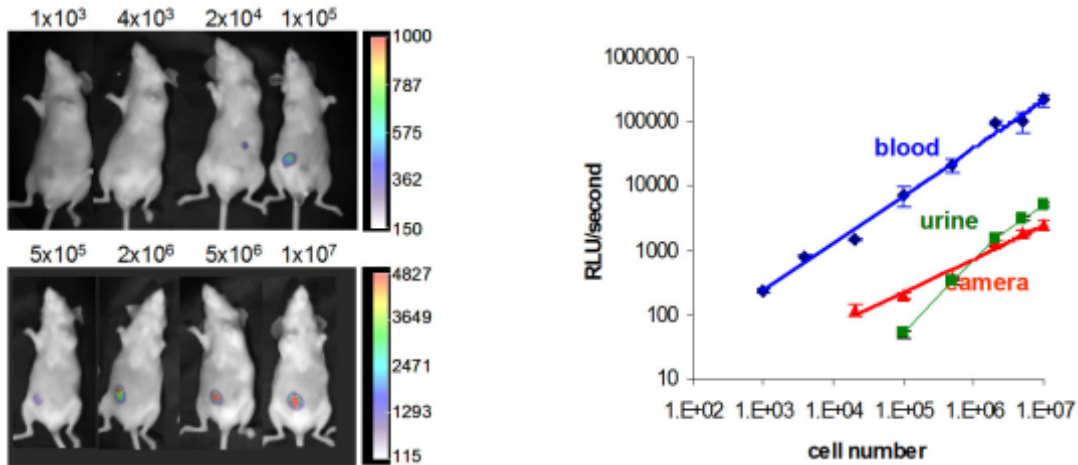 1x10³ 4x10³ 2x10⁴ 1x10⁵
1000
787
575
362
150
5x10⁵ 2x10⁶ 5x10⁶ 1x10⁷
4827
3649
2471
1293
115
RLU/second
1000000
100000
10000
1000
100
10
blood
urine
camera
1.E+02 1.E+03 1.E+04 1.E+05 1.E+06 1.E+07
cell number